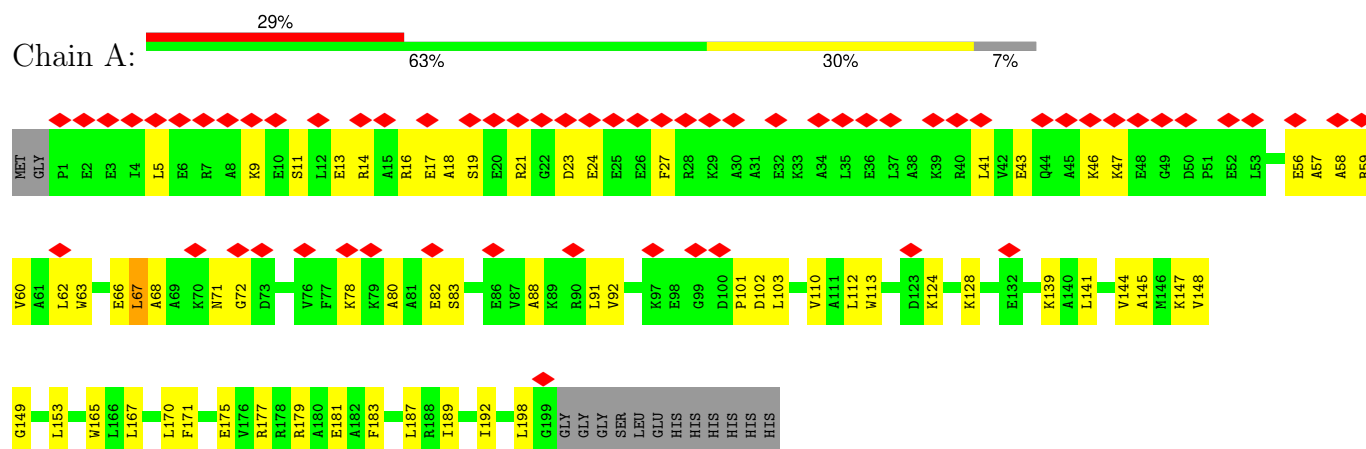 29%
Chain A:
63% 30% 7%
MET GLY P1 E2 E3 I4 L5 E6 R7 A8 K9 E10 S11 L12 E13 R14 A15 R16 E17 A18 S19 E20 R21 G22 D23 E24 E25 E26 F27 R28 K29 A30 A31 E32 K33 A34 L35 E36 L37 A38 K39 R40 L41 V42 E43 Q44 A45 K46 K47 E48 G49 D50 P51 E52 L53 E56 A57 A58 R59
V60 A61 L62 W63 E66 L67 A68 A69 K70 N71 G72 D73 V76 F77 K78 K79 A80 A81 E82 S83 E86 V87 A88 K89 R90 L91 V92 K97 E98 G99 D100 P101 D102 L103 V110 A111 L112 W113 D123 K124 K128 E132 K139 A140 L141 V144 A145 M146 K147 V148
G149 L153 W165 L166 L167 L170 F171 E175 V176 R177 R178 R179 A180 E181 A182 F183 L187 R188 I189 I192 L198 G199 GLY GLY GLY SER LEU GLU HIS HIS HIS HIS HIS HIS